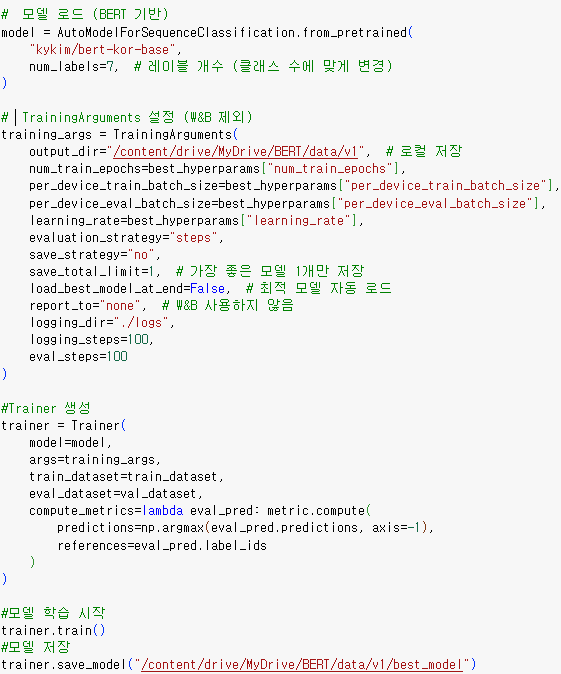 #  모델 로드 (BERT 기반)
model = AutoModelForSequenceClassification.from_pretrained(
    "kykim/bert-kor-base",
    num_labels=7,  # 레이블 개수 (클래스 수에 맞게 변경)
)
# TrainingArguments 설정 (W&B 제외)
training_args = TrainingArguments(
    output_dir="/content/drive/MyDrive/BERT/data/v1",  # 로컬 저장
    num_train_epochs=best_hyperparams["num_train_epochs"],
    per_device_train_batch_size=best_hyperparams["per_device_train_batch_size"],
    per_device_eval_batch_size=best_hyperparams["per_device_eval_batch_size"],
    learning_rate=best_hyperparams["learning_rate"],
    evaluation_strategy="steps",
    save_strategy="no",
    save_total_limit=1,  # 가장 좋은 모델 1개만 저장
    load_best_model_at_end=False,  # 최적 모델 자동 로드
    report_to="none",  # W&B 사용하지 않음
    logging_dir="./logs",
    logging_steps=100,
    eval_steps=100
)
#Trainer 생성
trainer = Trainer(
    model=model,
    args=training_args,
    train_dataset=train_dataset,
    eval_dataset=val_dataset,
    compute_metrics=lambda eval_pred: metric.compute(
        predictions=np.argmax(eval_pred.predictions, axis=-1),
        references=eval_pred.label_ids
    )
)
#모델 학습 시작
trainer.train()
#모델 저장
trainer.save_model("/content/drive/MyDrive/BERT/data/v1/best_model")